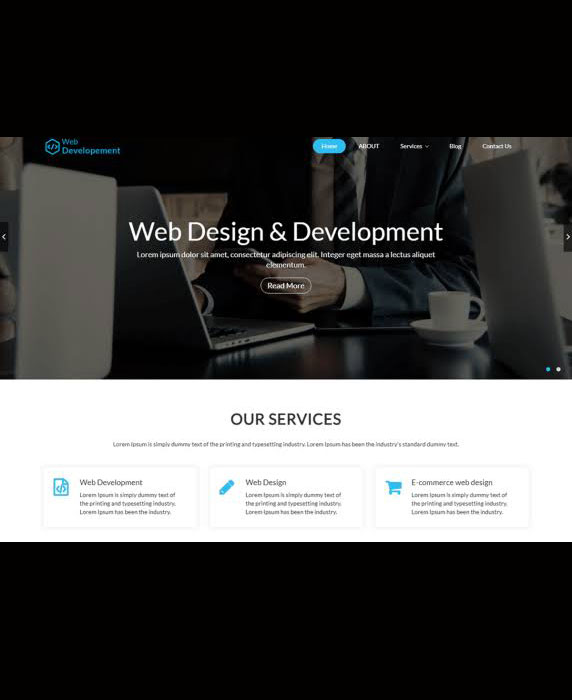 Web
Developement
Home ABOUT Services Blog Contact Us
Web Design & Development
Lorem ipsum dolor sit amet, consectetur adipiscing elit. Integer eget massa a lectus aliquet
elementum.
Read More
OUR SERVICES
Lorem Ipsum is simply dummy text of the printing and typesetting industry. Lorem Ipsum has been the industry's standard dummy text.
Web Development
Lorem Ipsum is simply dummy text of
the printing and typesetting industry.
Lorem Ipsum has been the industry.
Web Design
Lorem Ipsum is simply dummy text of
the printing and typesetting industry.
Lorem Ipsum has been the industry.
E-commerce web design
Lorem Ipsum is simply dummy text of
the printing and typesetting industry.
Lorem Ipsum has been the industry.